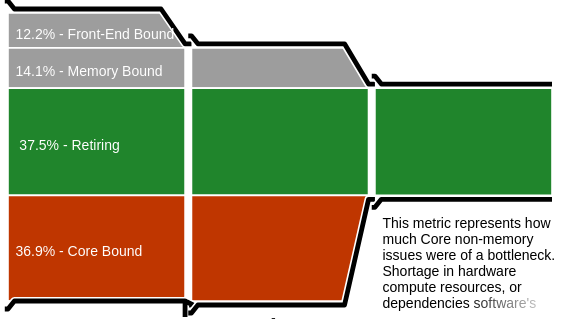 12.2% - Front-End Bound
14.1% - Memory Bound
37.5% - Retiring
36.9% - Core Bound
This metric represents how
much Core non-memory
issues were of a bottleneck.
Shortage in hardware
compute resources, or
dependencies software's